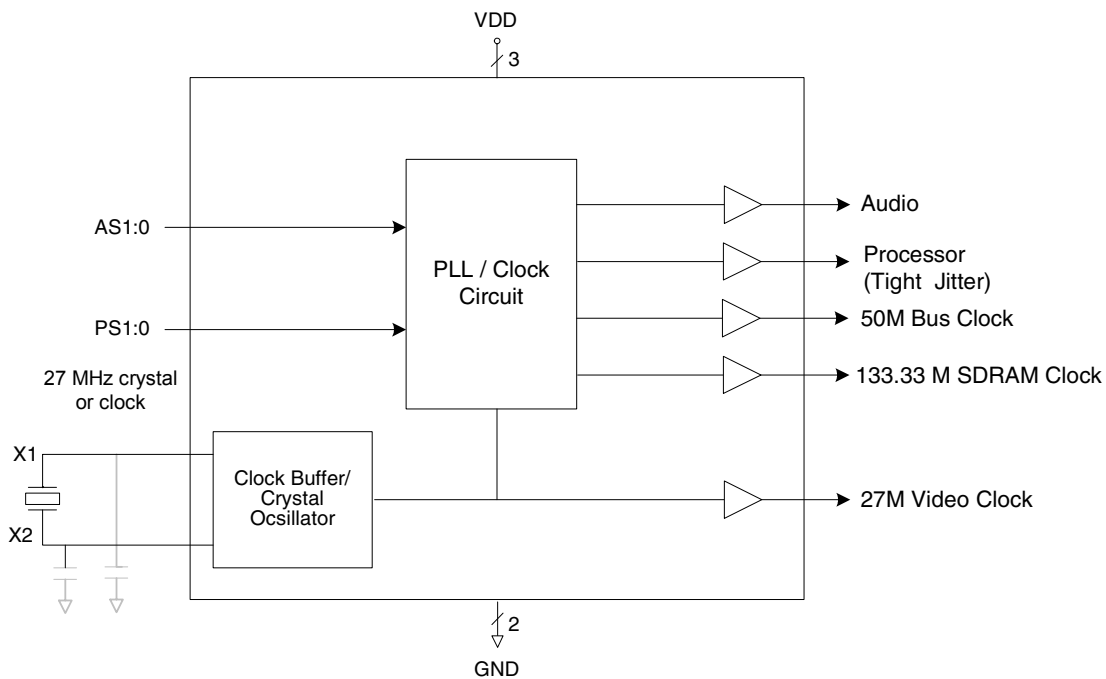 VDD
3
AS1:0
PS1:0
27 MHz crystal
or clock
X1
X2
PLL / Clock
Circuit
Clock Buffer/
Crystal
Ocsillator
Audio
Processor
(Tight Jitter)
50M Bus Clock
133.33 M SDRAM Clock
27M Video Clock
2
GND